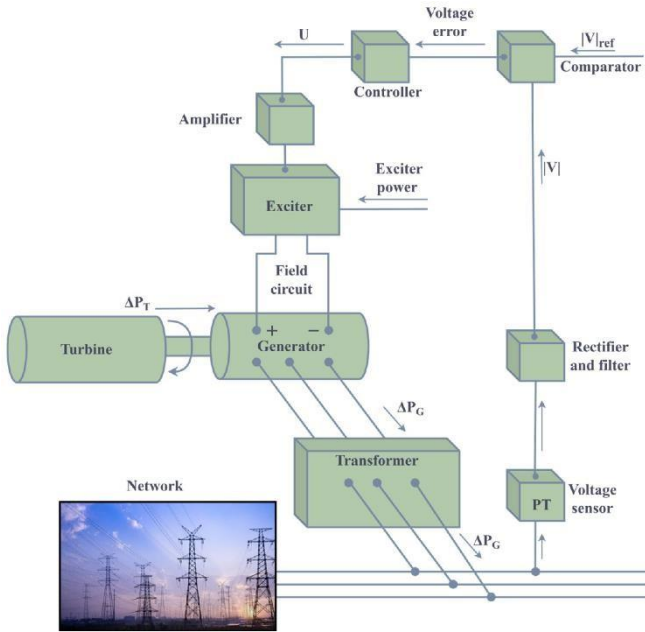 Voltage
error
U
|V|ref
Comparator
Controller
Amplifier
Exciter
power
|V|
Exciter
Field
circuit
ΔPT
+
−
Turbine
Generator
Rectifier
and filter
ΔPG
Transformer
Network
PT
Voltage
sensor
ΔPG